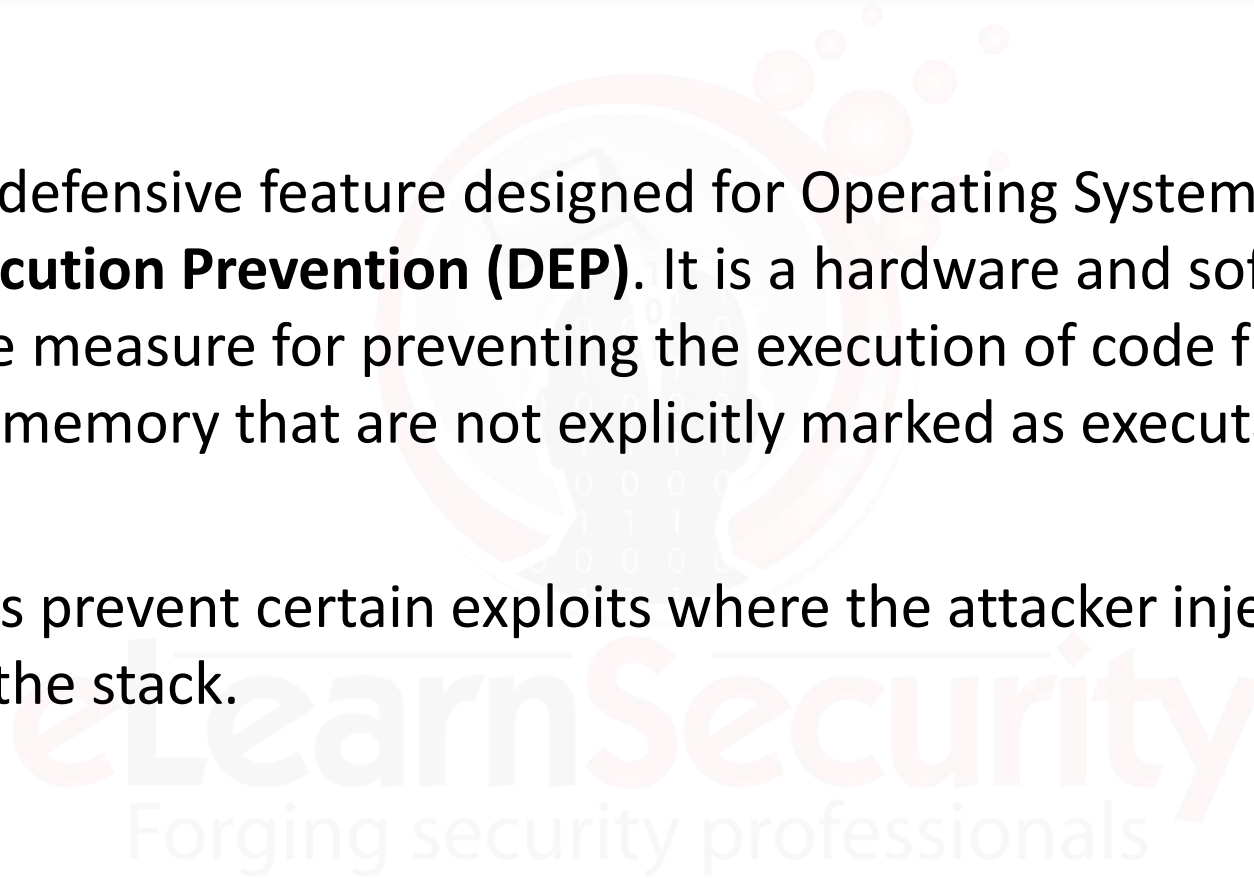 defensive feature designed for Operating System
cution Prevention (DEP). It is a hardware and sof
e measure for preventing the execution of code f
memory that are not explicitly marked as execut
s prevent certain exploits where the attacker inje
the stack.
eLearnSecurity
Forging security professionals